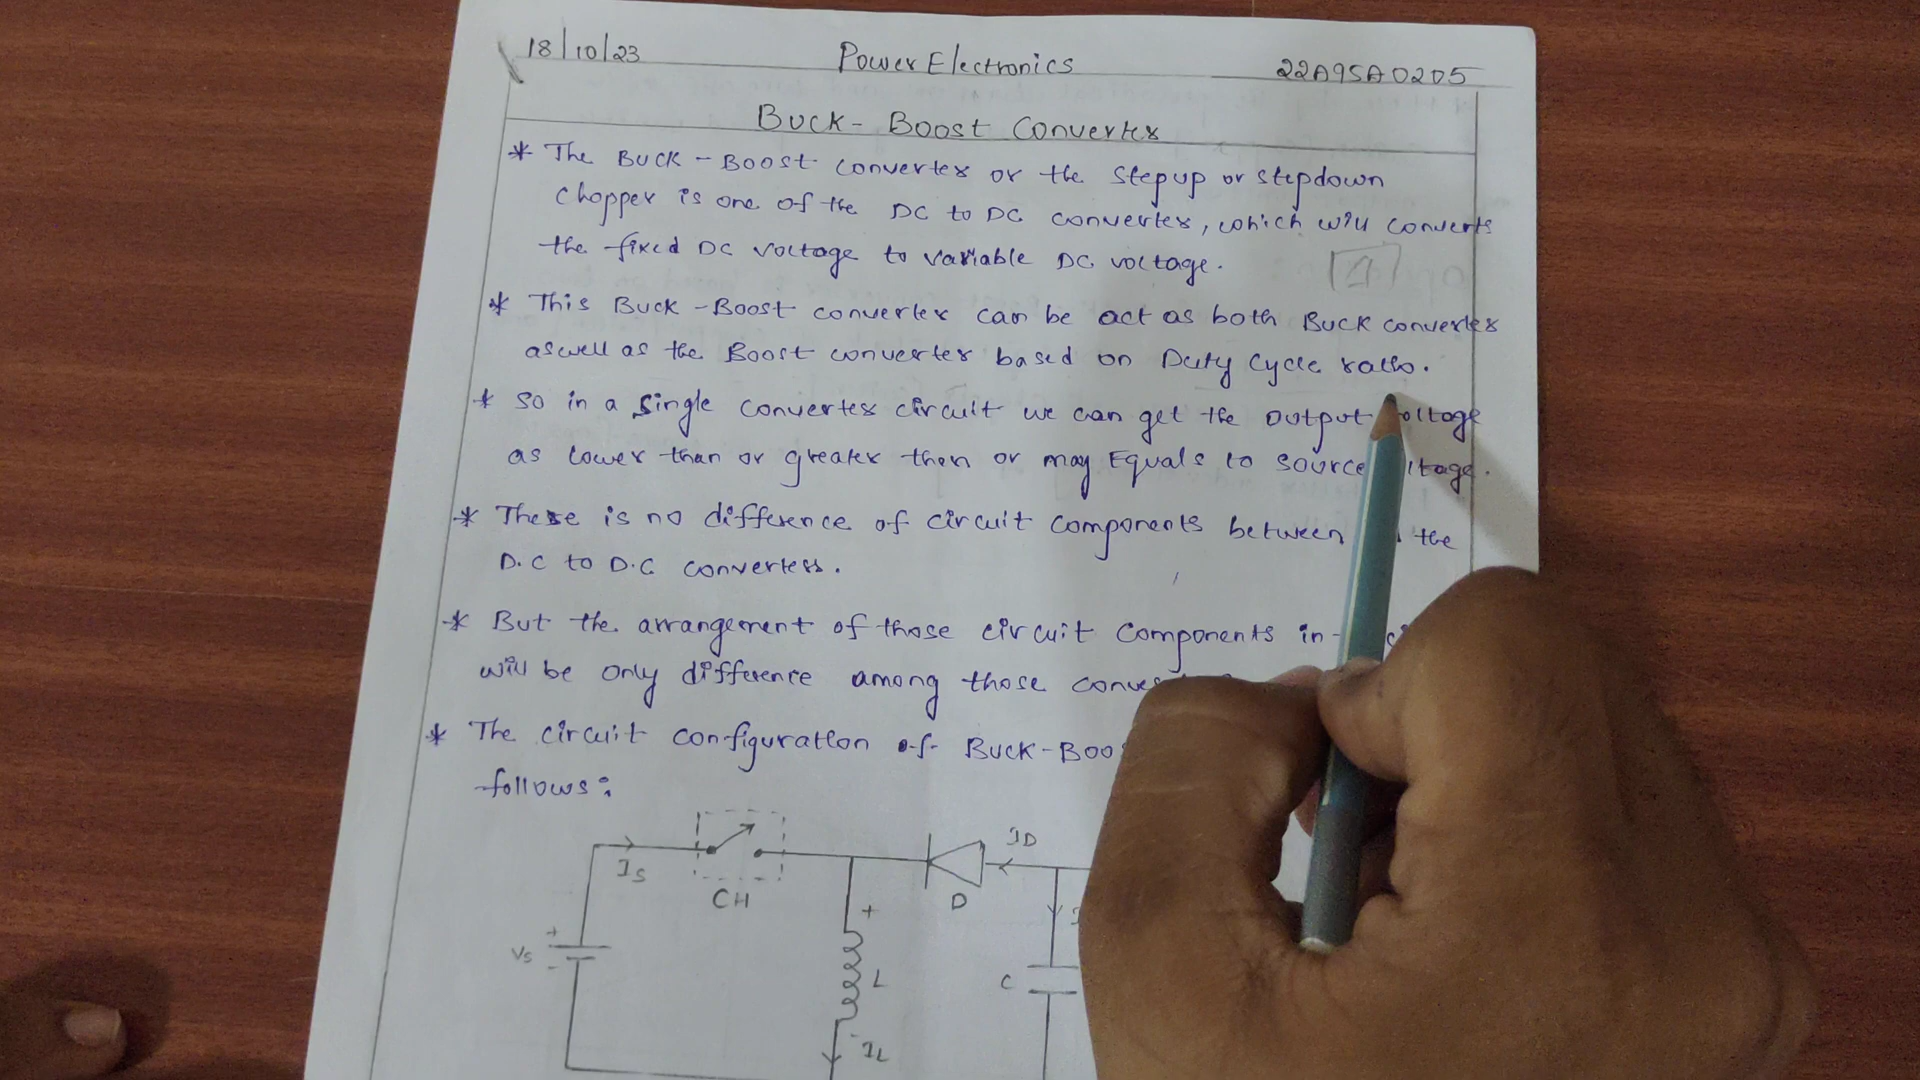 18/10/23 Power Electronics 22A95A0205
Buck-Boost Converter
* The Buck-Boost converter or the Stepup or stepdown
chopper is one of the DC to DC converter, which will converts
the fixed DC voltage to variable DC voltage.
* This Buck-Boost converter can be act as both Buck converter
aswell as the Boost converter based on Duty Cycle ratio.
* So in a single converter circuit we can get the output
as lower than or greater then or may Equals to source
* There is no difference of circuit components between the
D.C to D.C converters.
* But the arrangement of those circuit components in-
will be only difference among those
* The circuit configuration of Buck-
follows:
Is CH ID
D
Vs + - + L C
IL